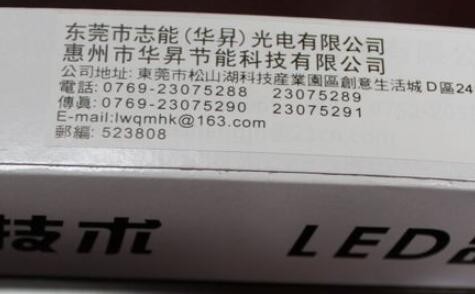 东莞市志能(华昇)光电有限公司
惠州市华昇节能科技有限公司
公司地址: 東莞市松山湖科技産業園區創意生活城D區24
電話: 0769-23075288 23075289
傳眞: 0769-23075290 23075291
E-mail:lwqmhk@163.com
郵編: 523808
技术 LED